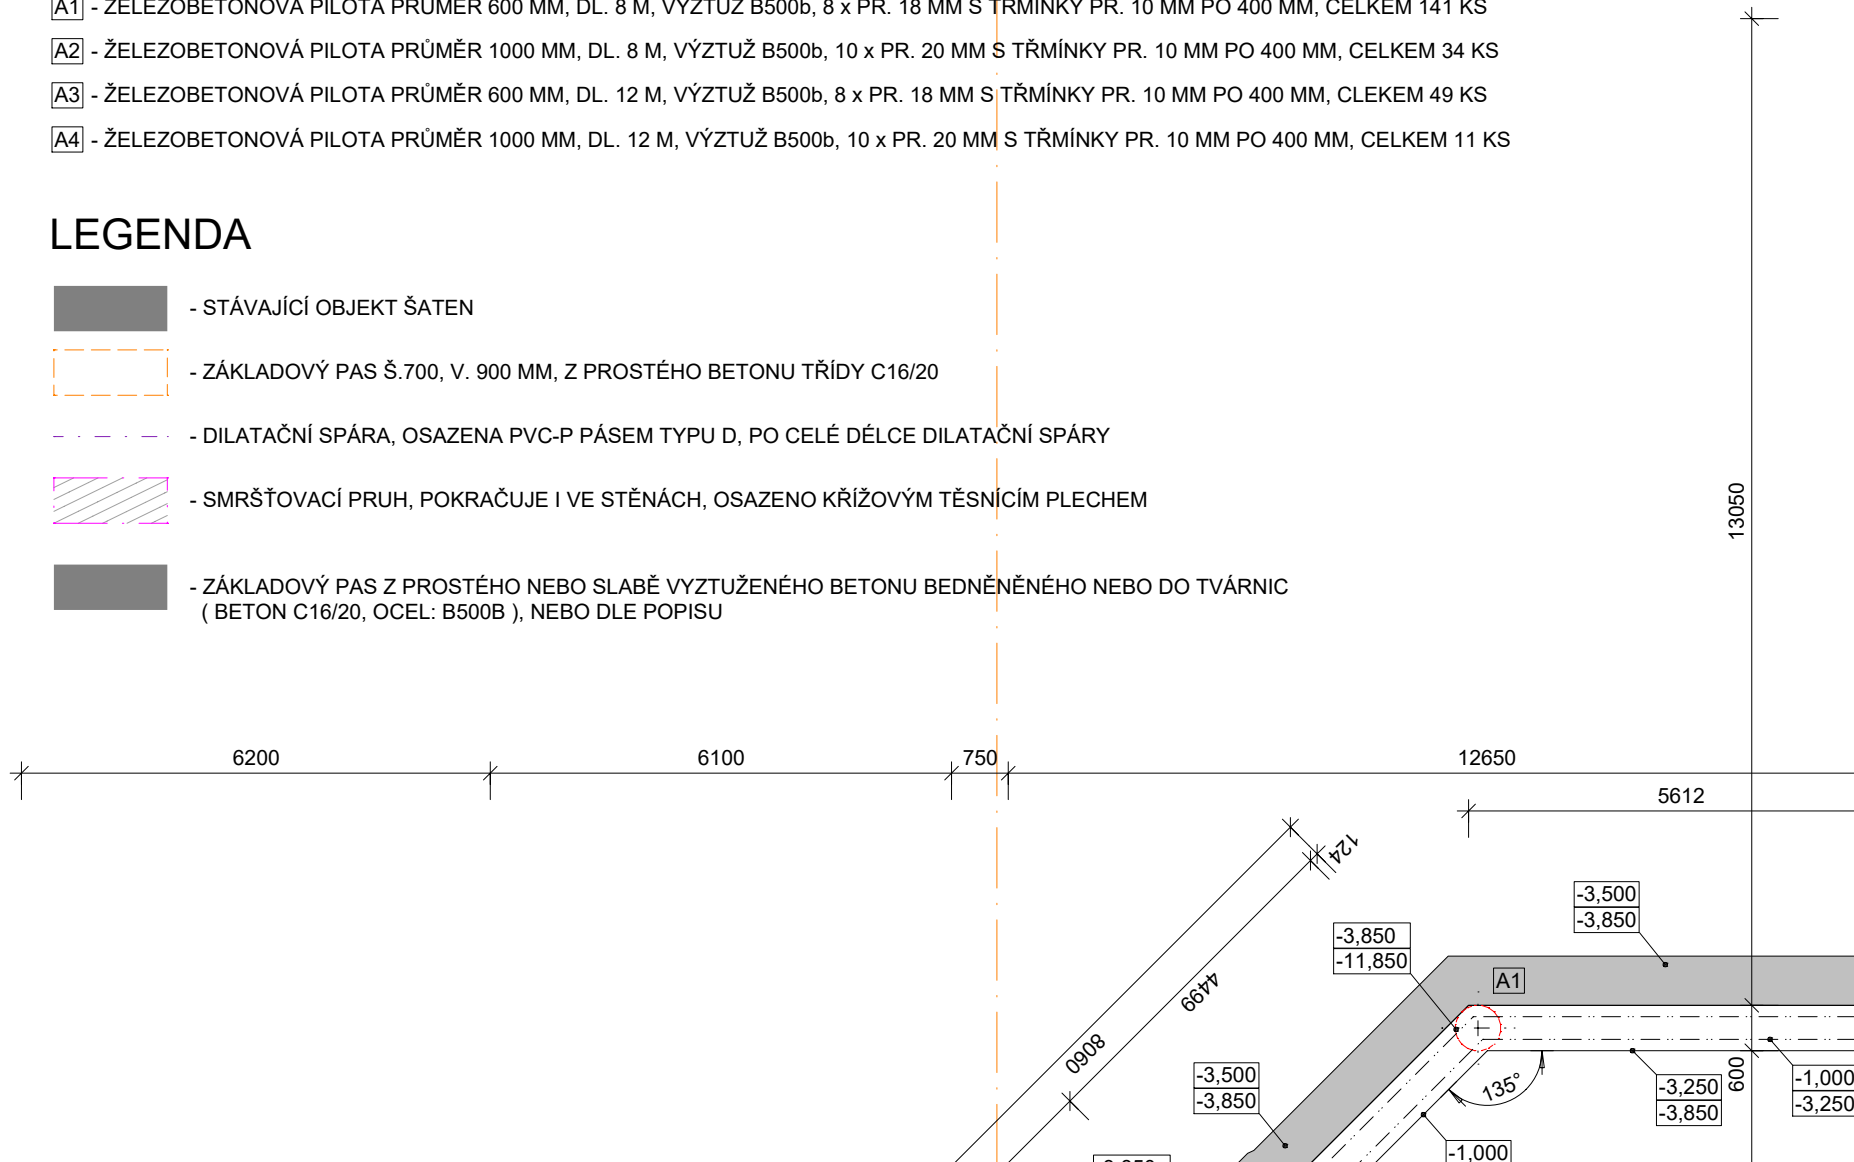 A1 - ŽELEZOBETONOVÁ PILOTA PRŮMĚR 600 MM, DL. 8 M, VÝZTUŽ B500b, 8 x PR. 18 MM S TŘMÍNKY PR. 10 MM PO 400 MM, CELKEM 141 KS
A2 - ŽELEZOBETONOVÁ PILOTA PRŮMĚR 1000 MM, DL. 8 M, VÝZTUŽ B500b, 10 x PR. 20 MM S TŘMÍNKY PR. 10 MM PO 400 MM, CELKEM 34 KS
A3 - ŽELEZOBETONOVÁ PILOTA PRŮMĚR 600 MM, DL. 12 M, VÝZTUŽ B500b, 8 x PR. 18 MM S TŘMÍNKY PR. 10 MM PO 400 MM, CLEKEM 49 KS
A4 - ŽELEZOBETONOVÁ PILOTA PRŮMĚR 1000 MM, DL. 12 M, VÝZTUŽ B500b, 10 x PR. 20 MM S TŘMÍNKY PR. 10 MM PO 400 MM, CELKEM 11 KS
LEGENDA
- STÁVAJÍCÍ OBJEKT ŠATEN
- ZÁKLADOVÝ PAS Š.700, V. 900 MM, Z PROSTÉHO BETONU TŘÍDY C16/20
- DILATAČNÍ SPÁRA, OSAZENA PVC-P PÁSEM TYPU D, PO CELÉ DÉLCE DILATAČNÍ SPÁRY
- SMRŠŤOVACÍ PRUH, POKRAČUJE I VE STĚNÁCH, OSAZENO KŘÍŽOVÝM TĚSNÍCÍM PLECHEM
- ZÁKLADOVÝ PAS Z PROSTÉHO NEBO SLABĚ VYZTUŽENÉHO BETONU BEDNĚNĚNÉHO NEBO DO TVÁRNIC
( BETON C16/20, OCEL: B500B ), NEBO DLE POPISU
13050
6200
6100
750
12650
5612
124
4499
8060
-3,500
-3,850
-3,850
-11,850
A1
-3,500
-3,850
135°
-3,250
-3,850
600
-1,000
-3,250
-1,000